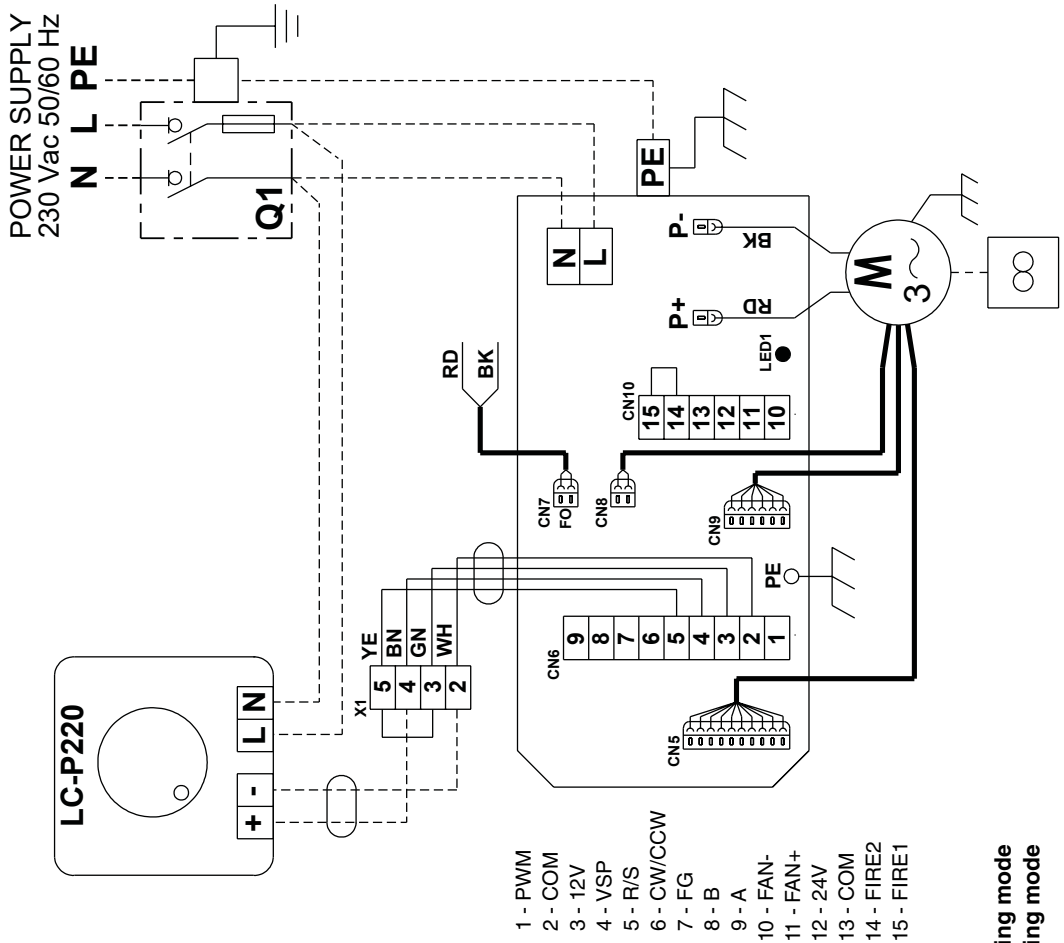 POWER SUPPLY
230 Vac 50/60 Hz
N L PE
Q1
LC-P220
+ - L N
X1
5 YE
4 BN
3 GN
2 WH
RD
BK
N
L
PE
CN7
FO
CN8
CN9
CN10
15
14
13
12
11
10
P+
P-
RD
BK
LED1
M
3
CN6
9
8
7
6
5
4
3
2
1
PE
CN5
1 - PWM
2 - COM
3 - 12V
4 - VSP
5 - R/S
6 - CW/CCW
7 - FG
8 - B
9 - A
10 - FAN-
11 - FAN+
12 - 24V
13 - COM
14 - FIRE2
15 - FIRE1
ing mode
ing mode